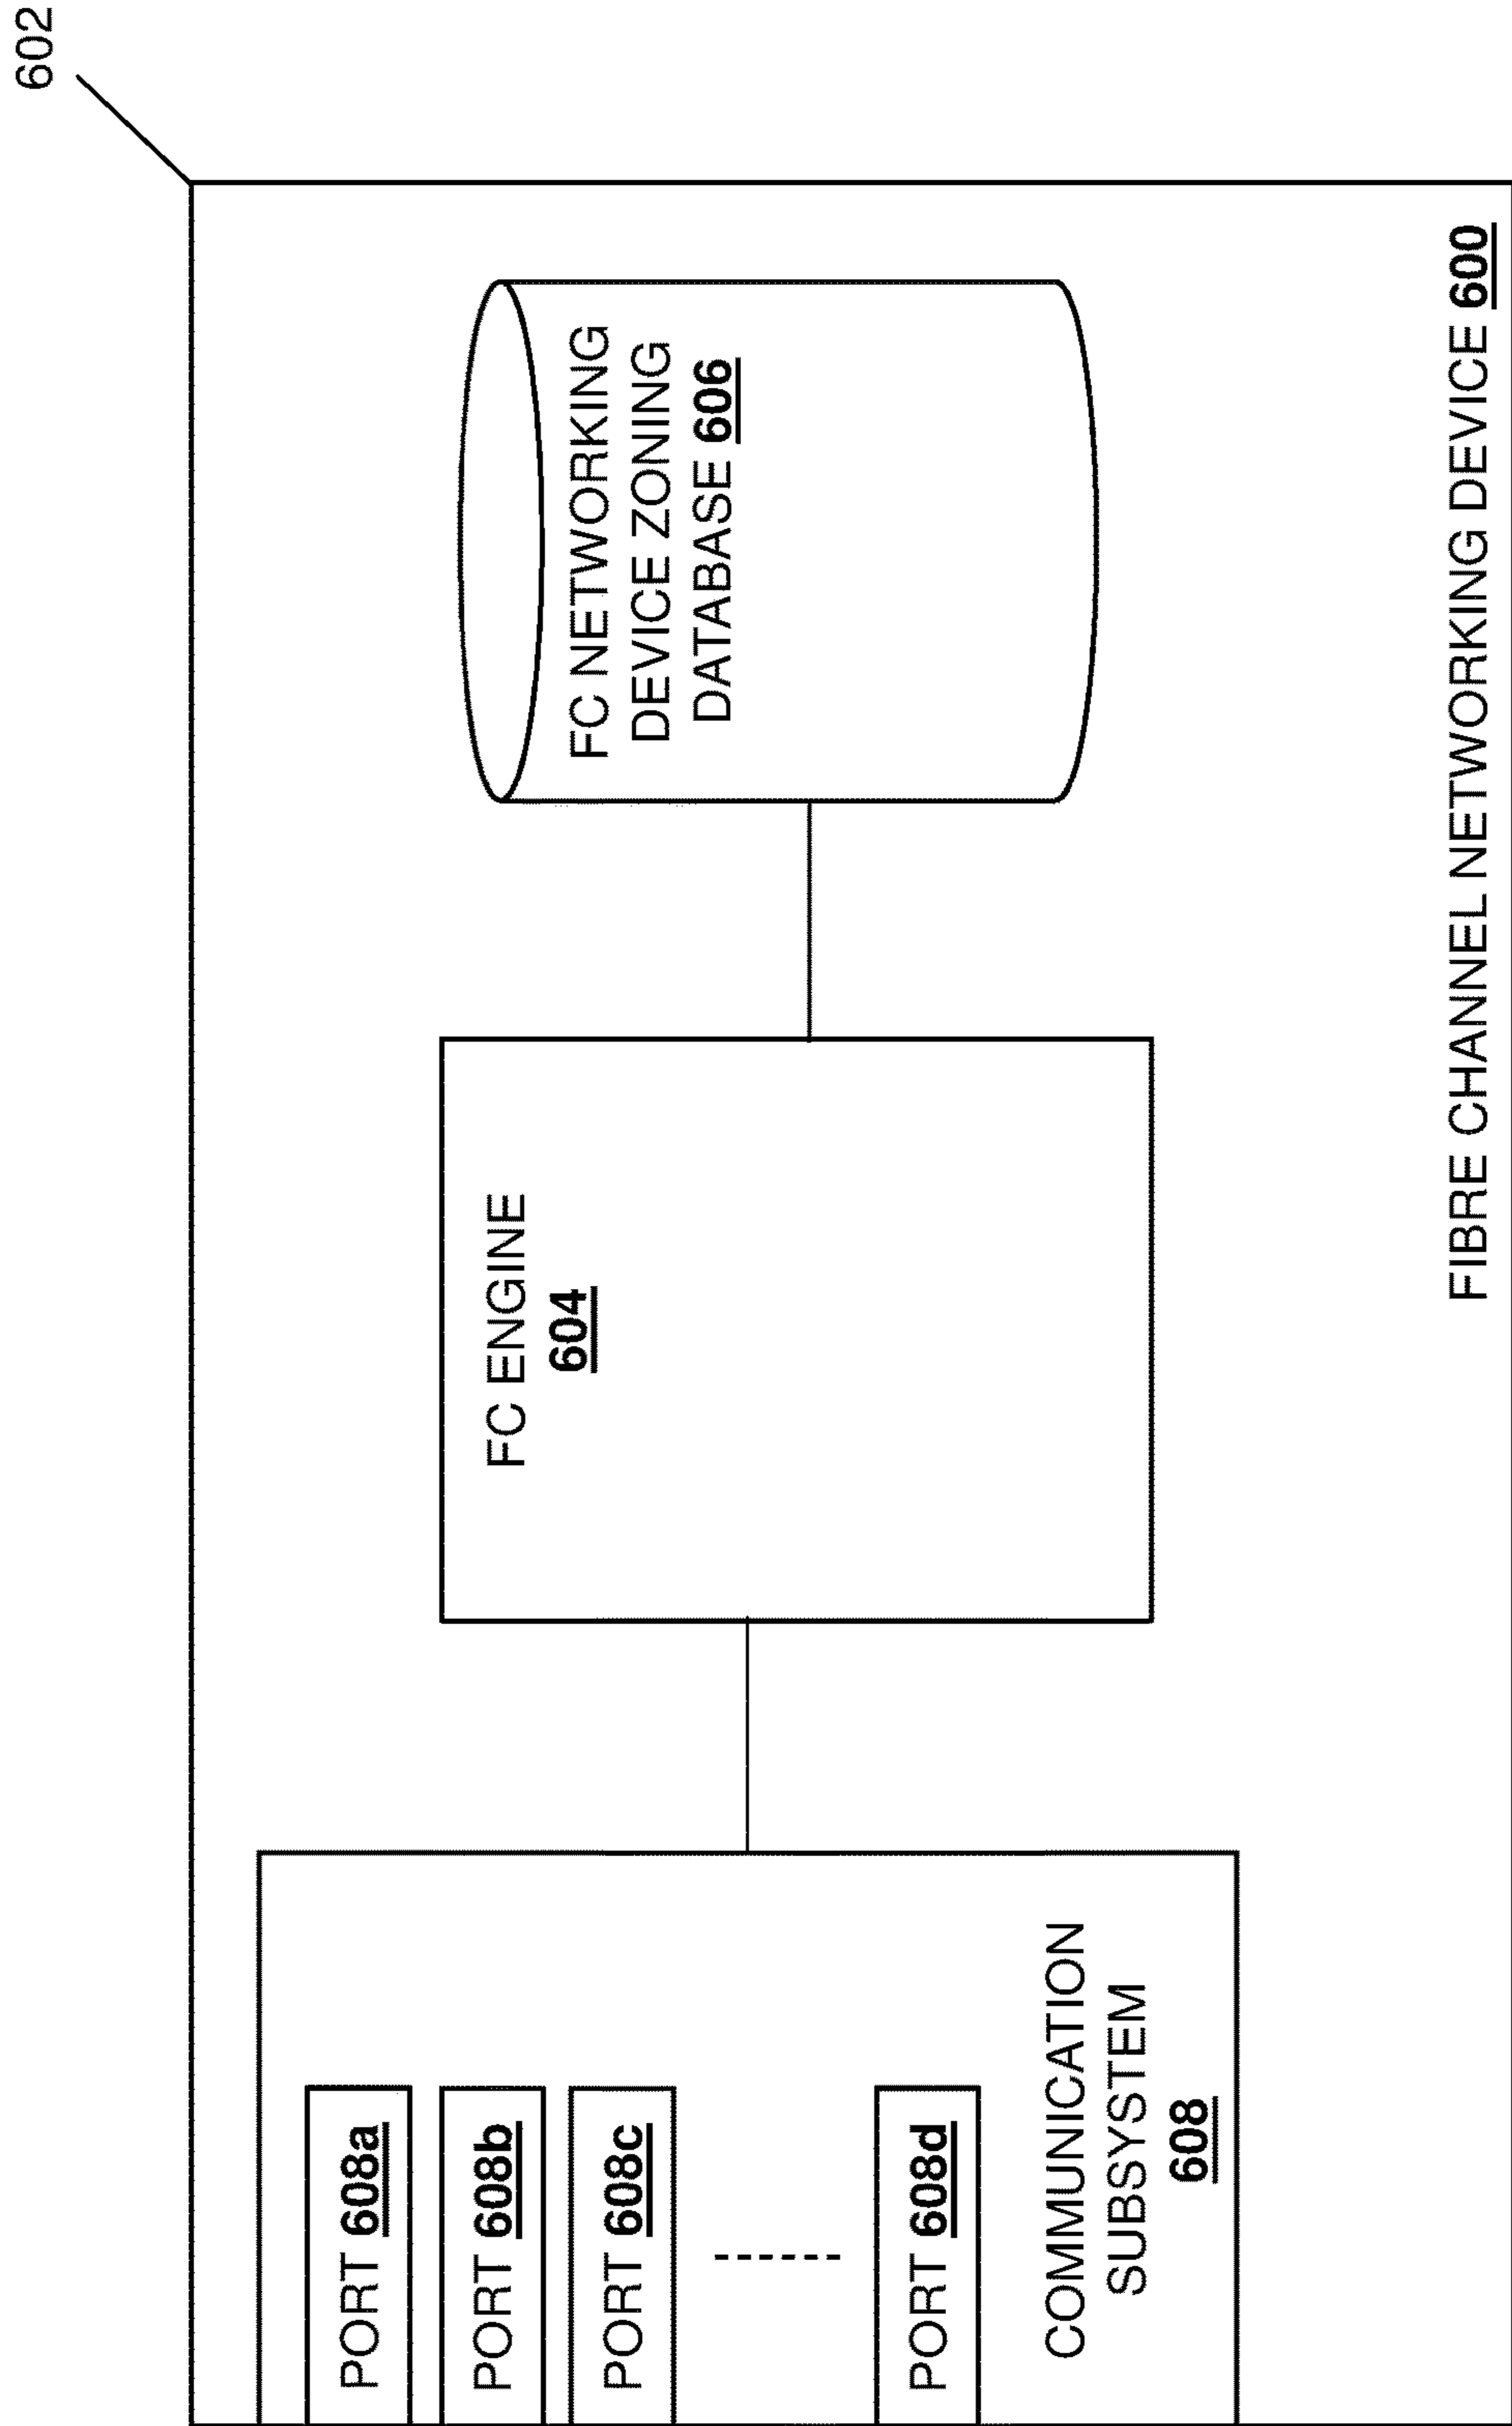 602
PORT 608a
PORT 608b
PORT 608c
PORT 608d
COMMUNICATION
SUBSYSTEM
608
FC ENGINE
604
FC NETWORKING
DEVICE ZONING
DATABASE 606
FIBRE CHANNEL NETWORKING DEVICE 600